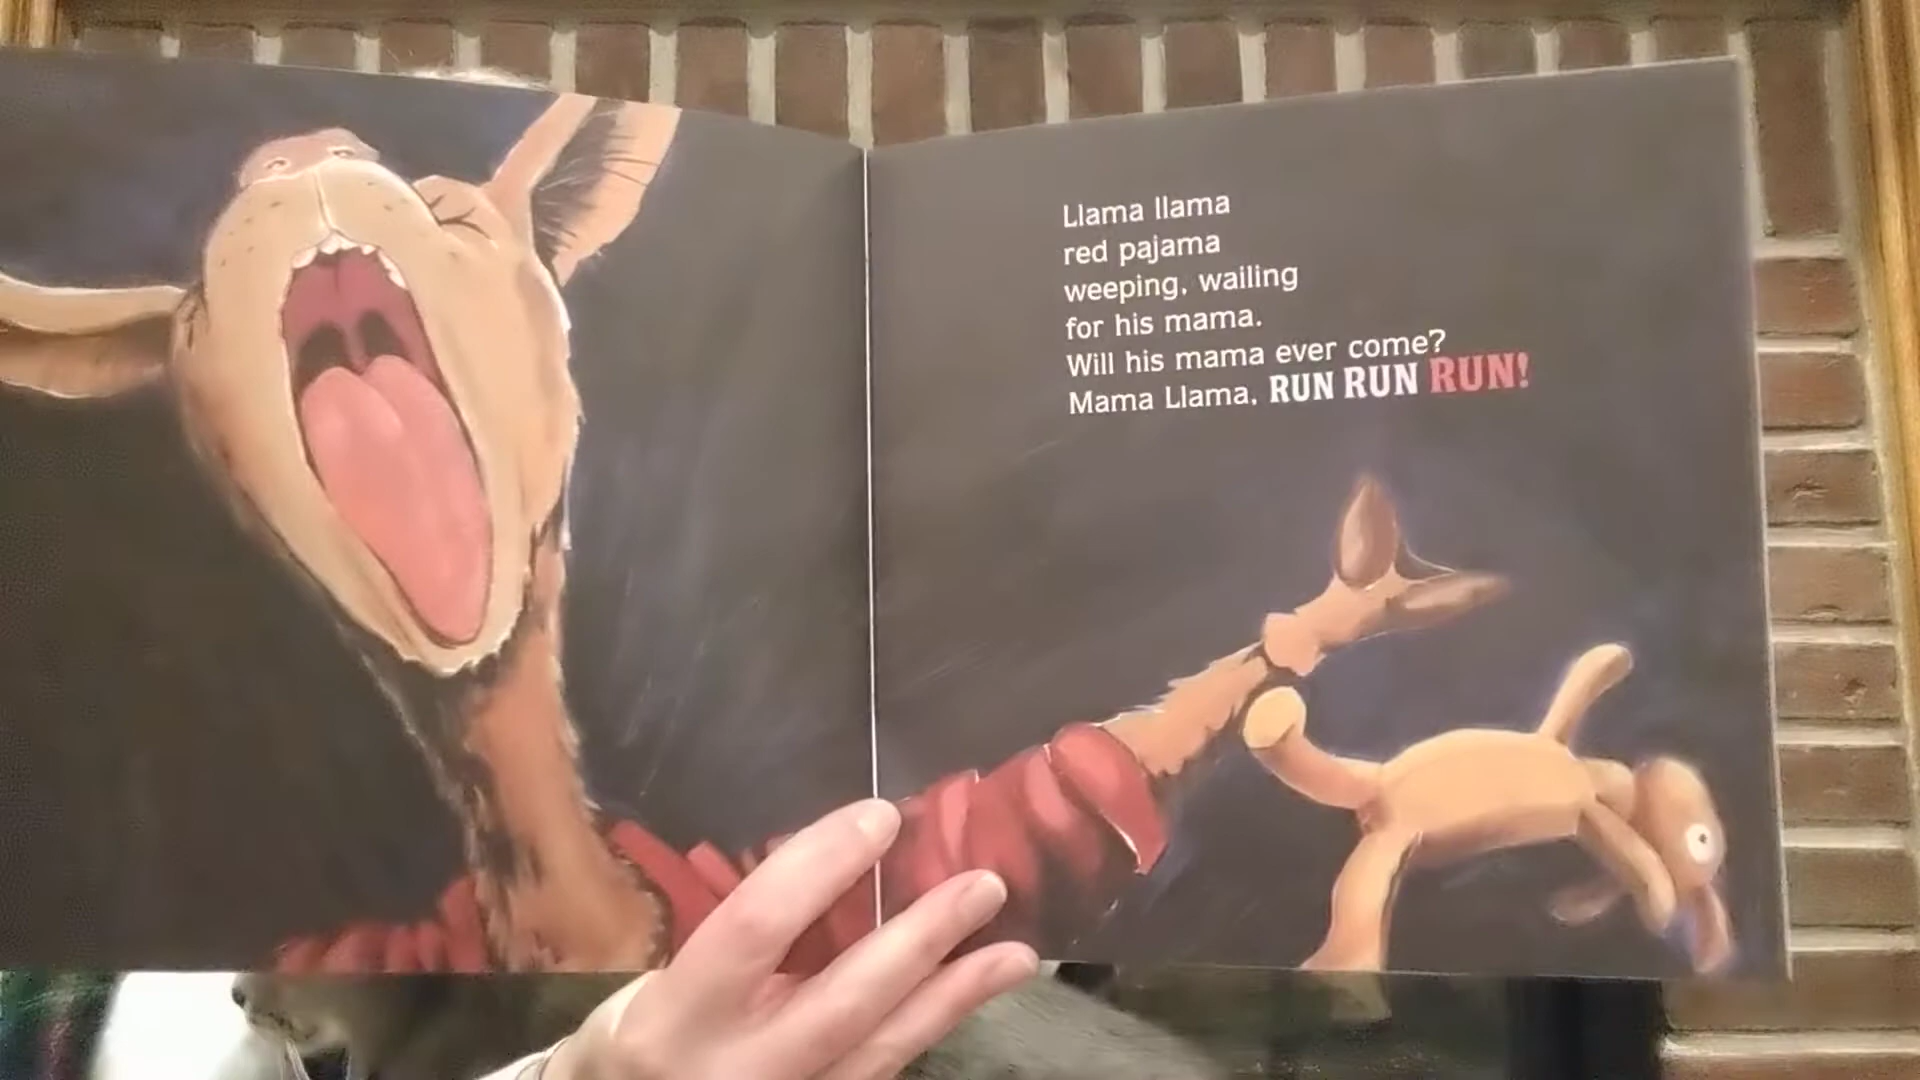 Llama llama
red pajama
weeping, wailing
for his mama.
Will his mama ever come?
Mama Llama, RUN RUN RUN!